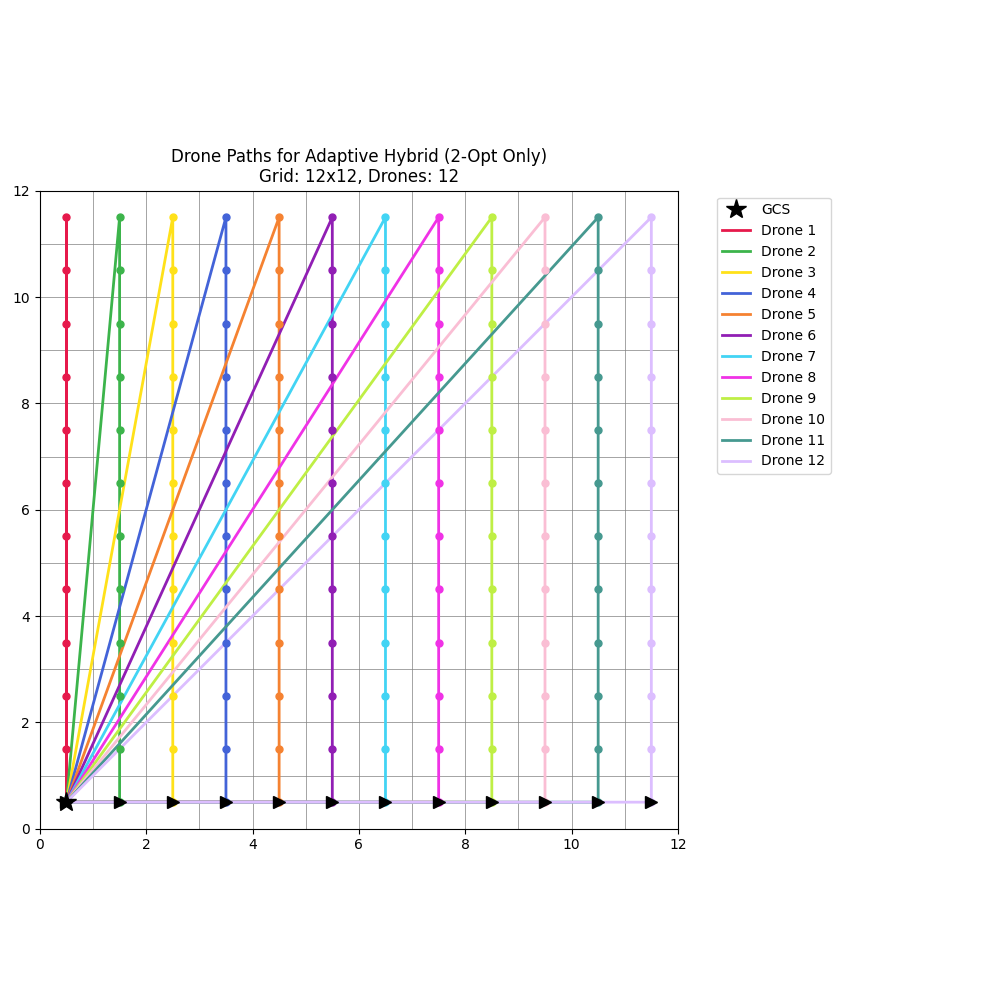 Drone Paths for Adaptive Hybrid (2-Opt Only)
Grid: 12x12, Drones: 12
12
10
8
6
4
2
0
0 2 4 6 8 10 12
GCS
Drone 1
Drone 2
Drone 3
Drone 4
Drone 5
Drone 6
Drone 7
Drone 8
Drone 9
Drone 10
Drone 11
Drone 12